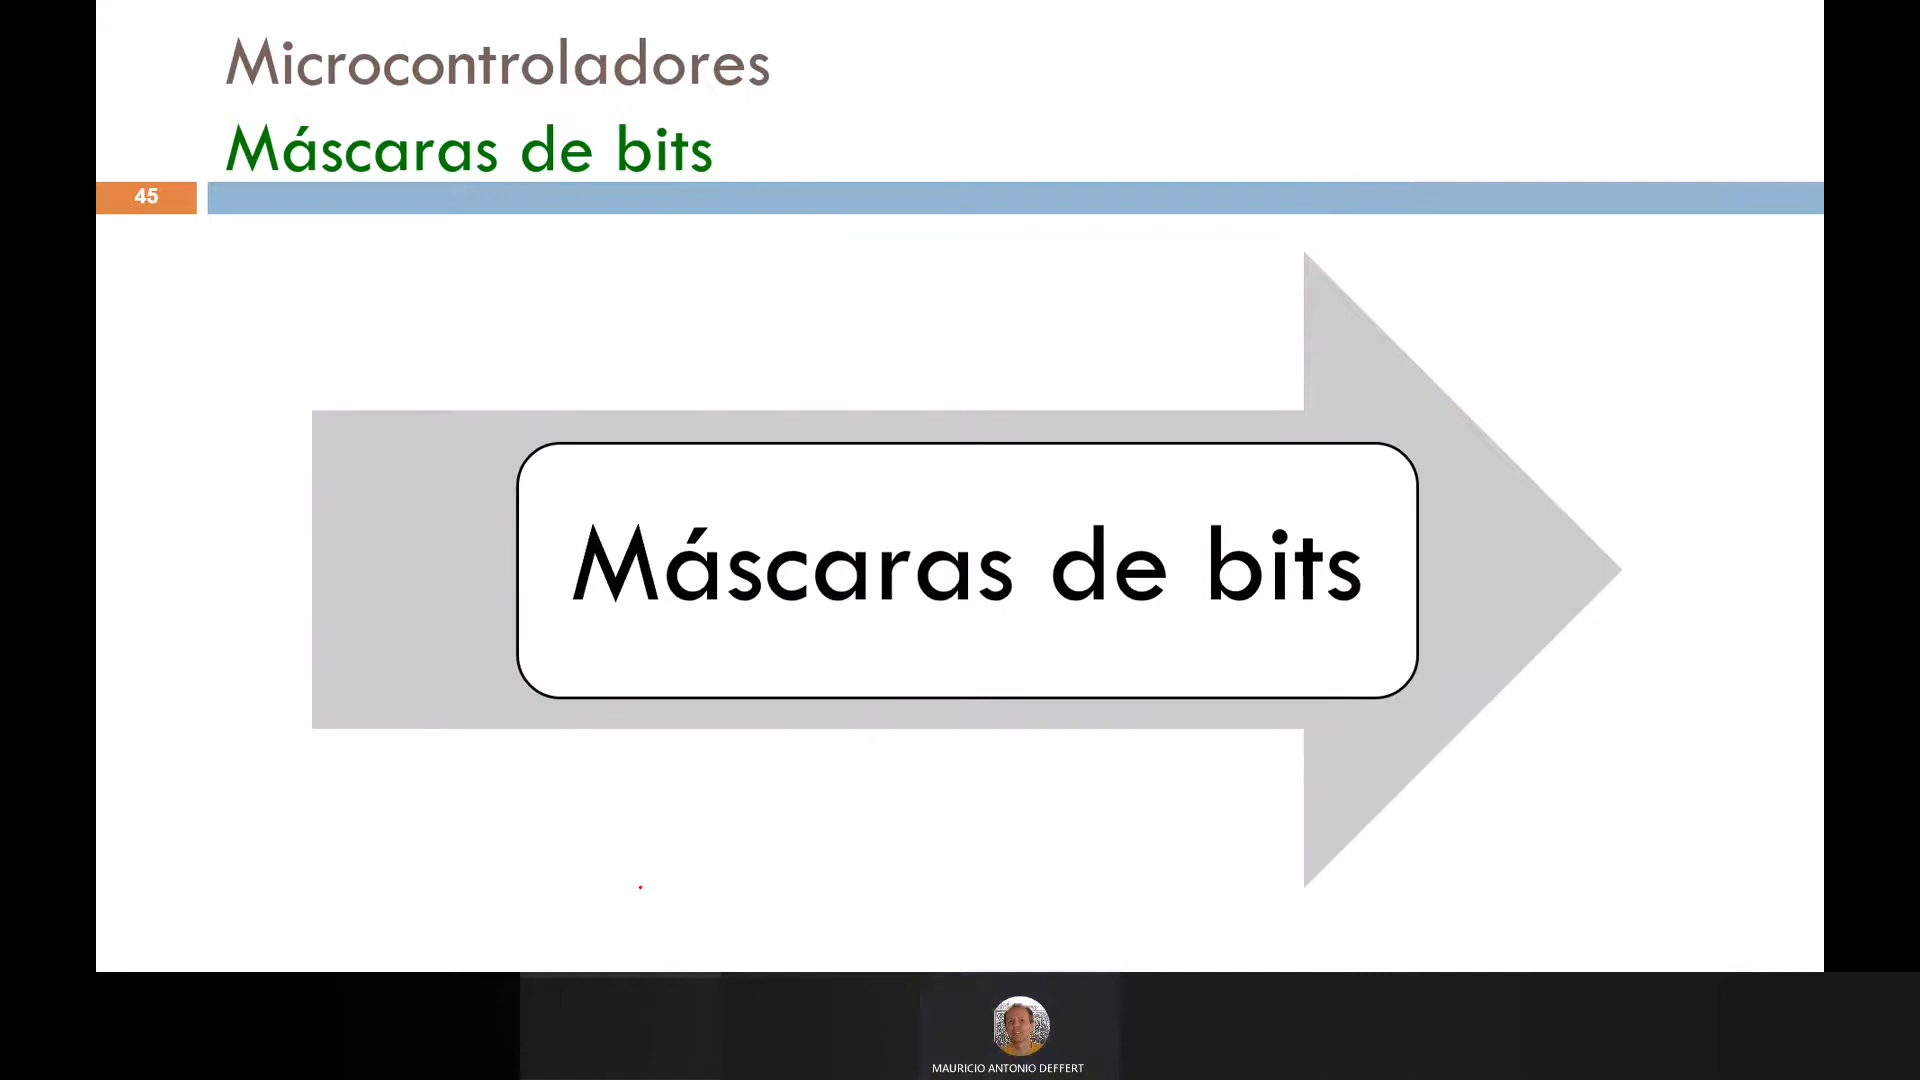 Microcontroladores
Máscaras de bits
45
Máscaras de bits
MAURICIO ANTONIO DEFFERT